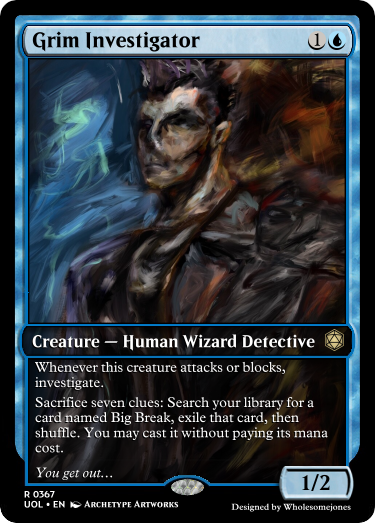 Grim Investigator 1
Creature — Human Wizard Detective
Whenever this creature attacks or blocks,
investigate.
Sacrifice seven clues: Search your library for a
card named Big Break, exile that card, then
shuffle. You may cast it without paying its mana
cost.
You get out…
1/2
R 0367
UOL • EN Archetype Artworks
Designed by Wholesomejones